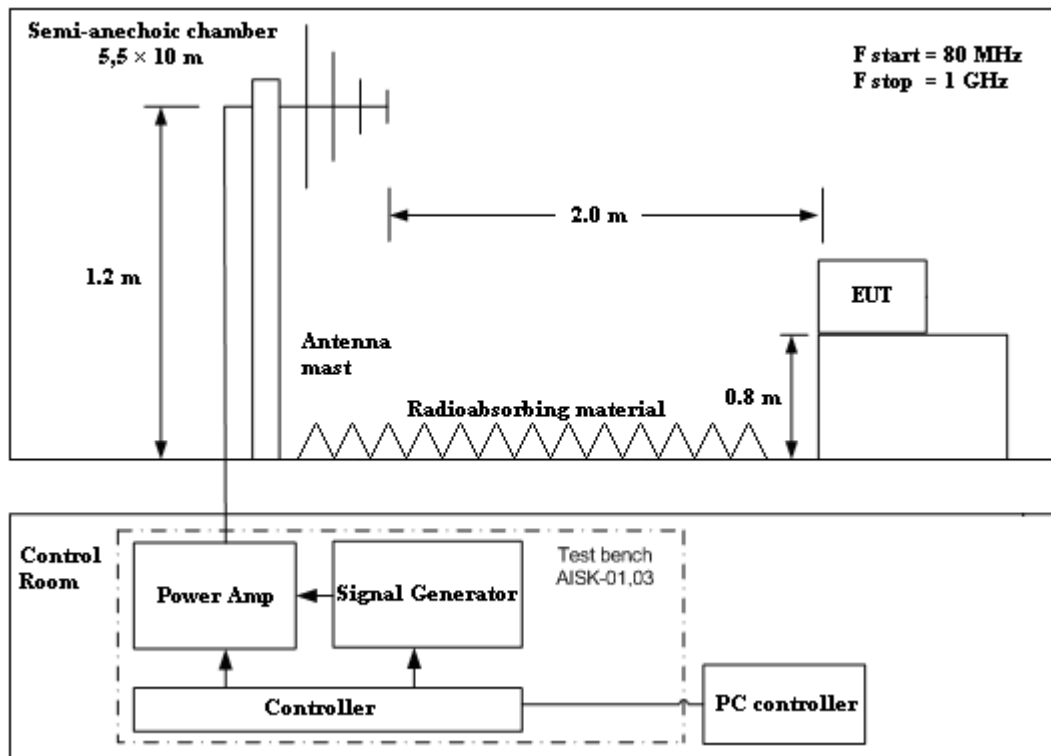 Semi-anechoic chamber
5,5 × 10 m
F start = 80 MHz
F stop = 1 GHz
2.0 m
1.2 m
EUT
Antenna
mast
0.8 m
Radioabsorbing material
Control
Room
Power Amp
Signal Generator
Test bench
AISK-01,03
Controller
PC controller